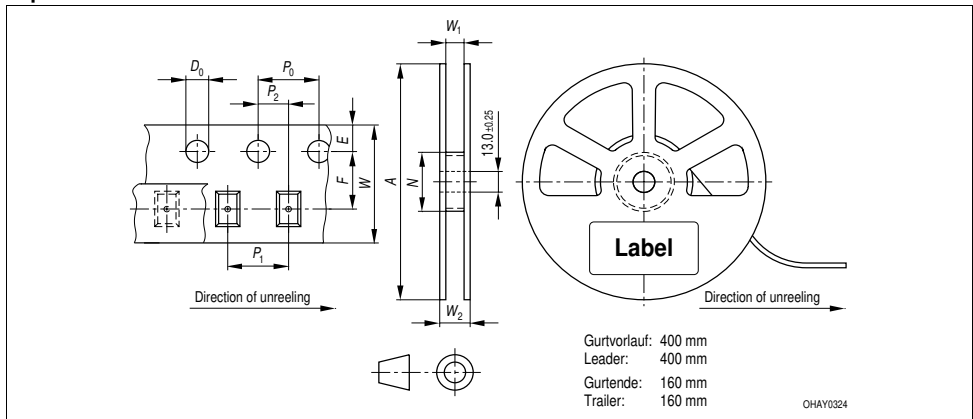 W1
D0
P0
P2
E
F
W
A
N
13.0 ±0.25
Label
P1
Direction of unreeling
W2
Direction of unreeling
Gurtvorlauf: 400 mm
Leader: 400 mm
Gurtende: 160 mm
Trailer: 160 mm
OHAY0324